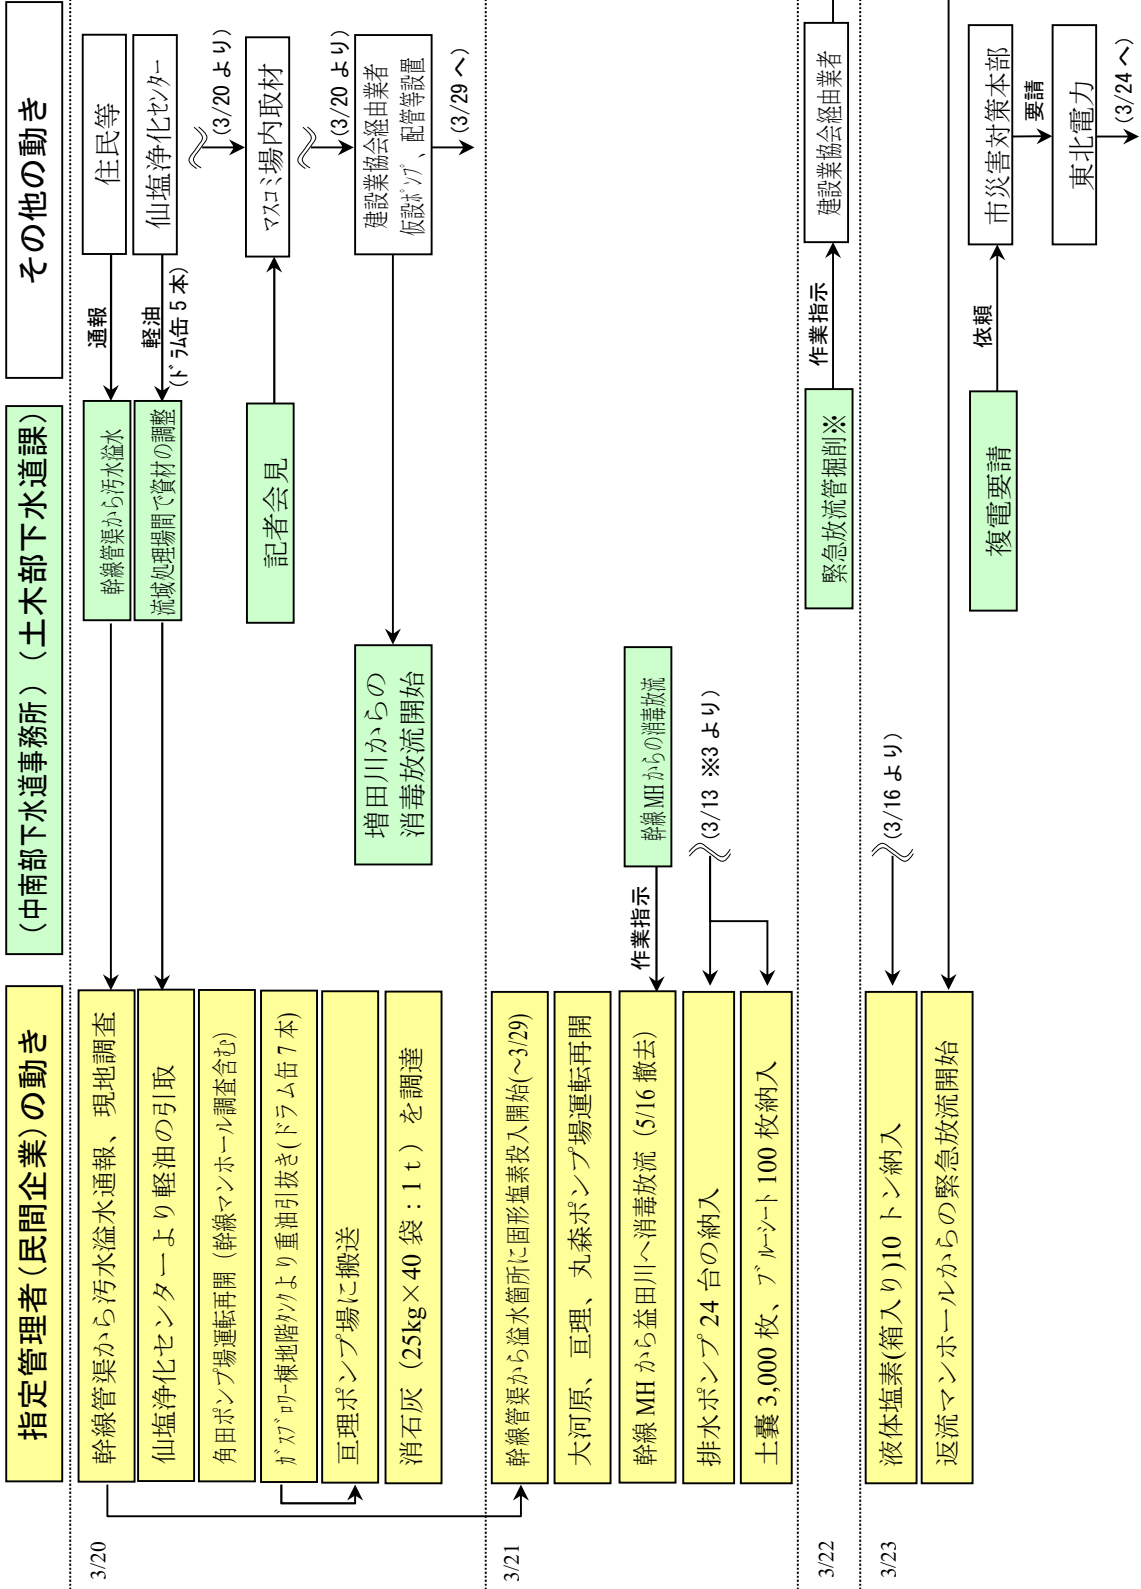 指定管理者(民間企業)の動き
(中南部下水道事務所)(土木部下水道課)
その他の動き
3/20
幹線管渠から汚水溢水通報、現地調査
幹線管渠から汚水溢水
通報
住民等
仙塩浄化センターより軽油の引取
流域処理場間で資材の調整
軽油
(ドラム缶5本)
仙塩浄化センター
角田ポンプ場運転再開(幹線マンホール調査含む)
(3/20より)
ガスブロワー棟地階タンクより重油引抜き(ドラム缶7本)
記者会見
マスコミ場内取材
亘理ポンプ場に搬送
(3/20より)
消石灰(25kg×40袋:1t)を調達
増田川からの
消毒放流開始
建設業協会経由業者
仮設ポンプ、配管等設置
(3/29へ)
3/21
幹線管渠から溢水箇所に固形塩素投入開始(~3/29)
大河原、亘理、丸森ポンプ場運転再開
幹線MHから益田川へ消毒放流(5/16撤去)
作業指示
幹線MHからの消毒放流
排水ポンプ24台の納入
(3/13 ※3より)
土嚢3,000枚、ブルーシート100枚納入
3/22
緊急放流管掘削※
作業指示
建設業協会経由業者
3/23
液体塩素(箱入り)10トン納入
(3/16より)
返流マンホールからの緊急放流開始
複電要請
依頼
市災害対策本部
要請
東北電力
(3/24へ)